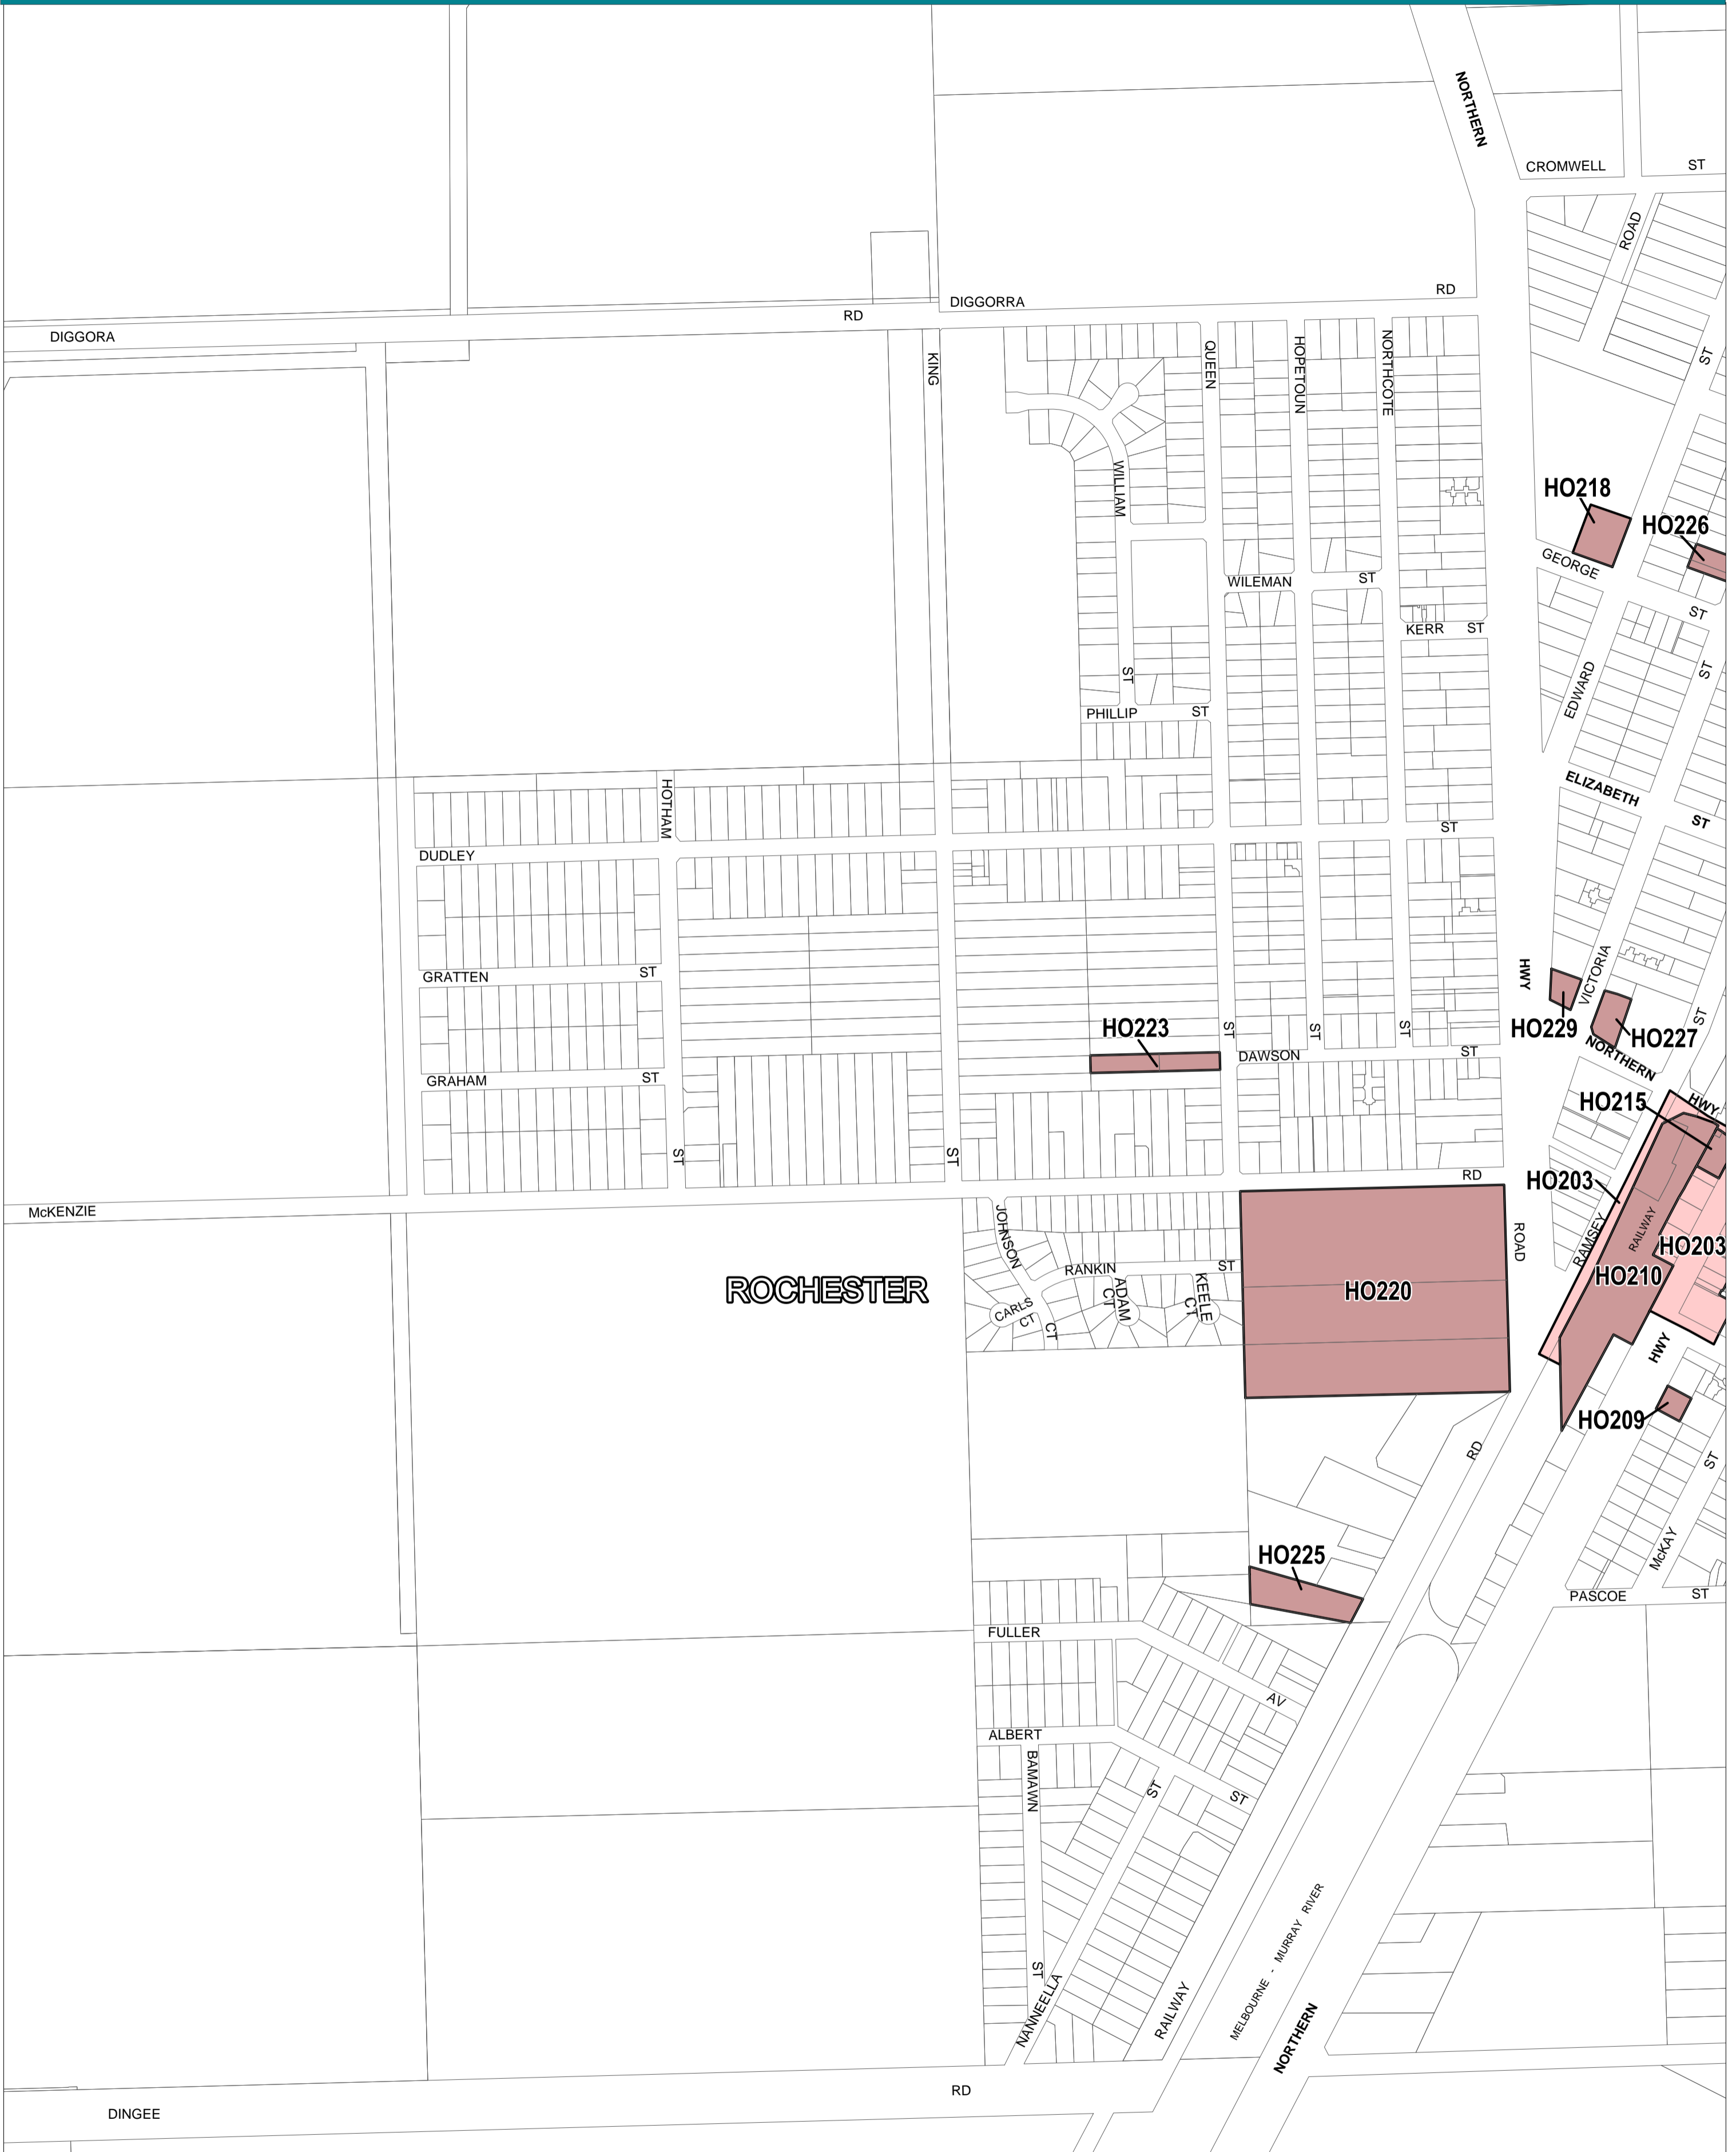 NORTHERN
CROMWELL ST
ROAD
DIGGORRA RD
DIGGORA RD
KING
QUEEN
HOPETOUN
NORTHCOTE
ST
WILLIAM
HO218
HO226
GEORGE
ST
WILEMAN ST
KERR ST
ST
EDWARD
ST
PHILLIP ST
ELIZABETH
ST
HOTHAM
DUDLEY
ST
GRATTEN ST
HWY
VICTORIA
ST
HO229
HO227
NORTHERN
HWY
HO223
ST
ST
ST
DAWSON ST
GRAHAM ST
HO215
ST
ST
RD
HO203
McKENZIE
JOHNSON
CT
RANKIN ST
CARLS
CT
ADAM
CT
KEELE
CT
ROAD
RAMSEY
RAILWAY
HO203
HO210
ROCHESTER
HO220
HWY
HO209
RD
ST
McKAY
HO225
PASCOE ST
FULLER
AV
ALBERT
ST
BAMAWN
ST
ST
NANNEELLA
RAILWAY
MELBOURNE - MURRAY RIVER
NORTHERN
RD
DINGEE